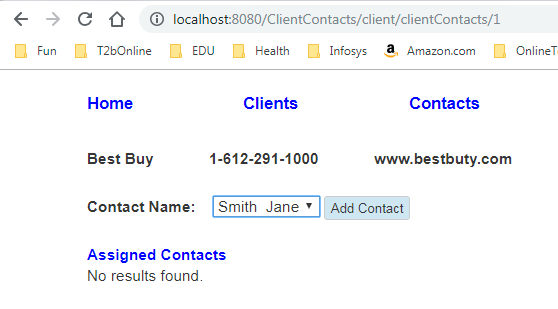 localhost:8080/ClientContacts/client/clientContacts/1
Fun T2bOnline EDU Health Infosys Amazon.com OnlineTe
Home Clients Contacts
Best Buy 1-612-291-1000 www.bestbuty.com
Contact Name: Smith Jane Add Contact
Assigned Contacts
No results found.